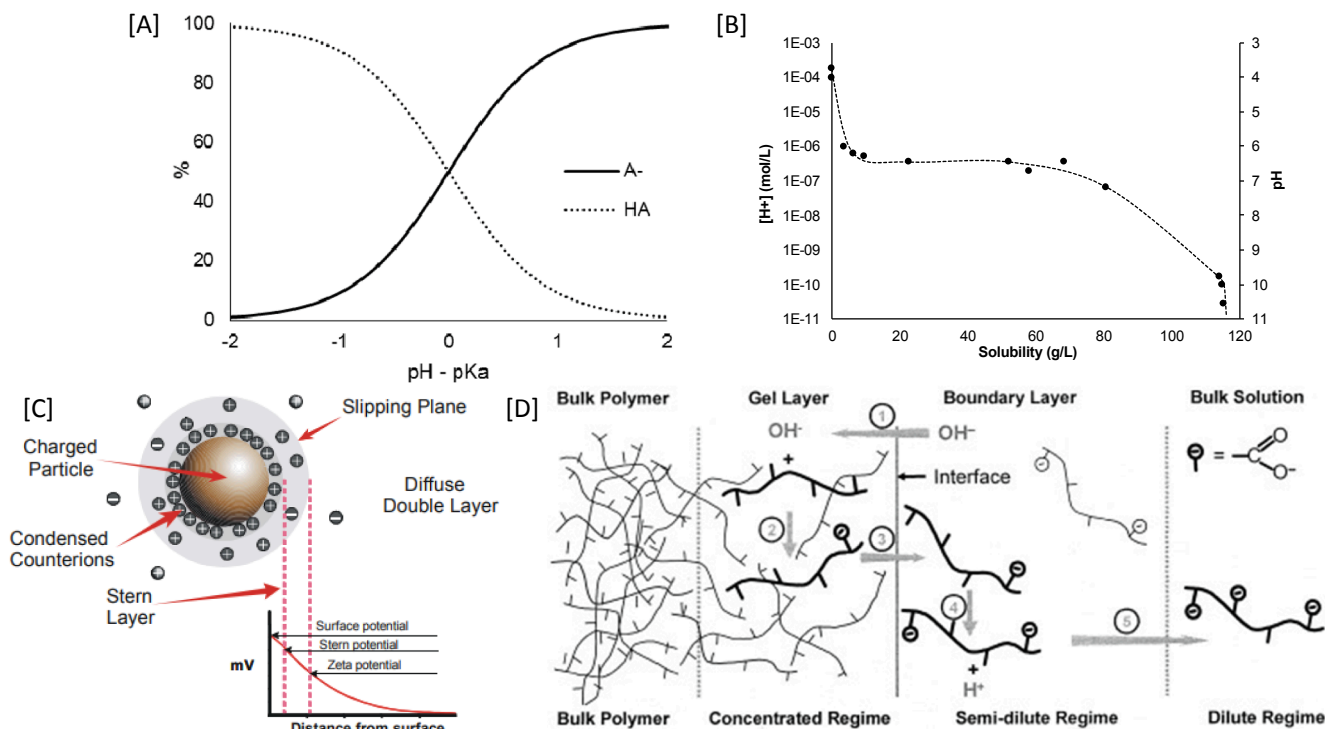 [A]
100
80
60
40
20
0
%
A-
HA
-2
-1
0
1
2
pH - pKa
[B]
1E-03
1E-04
1E-05
1E-06
1E-07
1E-08
1E-09
1E-10
1E-11
[H+] (mol/L)
3
4
5
6
7
8
9
10
11
pH
0
20
40
60
80
100
120
Solubility (g/L)
[C]
Slipping Plane
Charged
Particle
Diffuse
Double Layer
Condensed
Counterions
Stern
Layer
Surface potential
Stern potential
Zeta potential
mV
Distance from surface
[D]
Bulk Polymer
Gel Layer
Boundary Layer
Bulk Solution
1
OH-
OH-
+
Interface
= C O O-
2
3
4
5
+
H+
Bulk Polymer
Concentrated Regime
Semi-dilute Regime
Dilute Regime